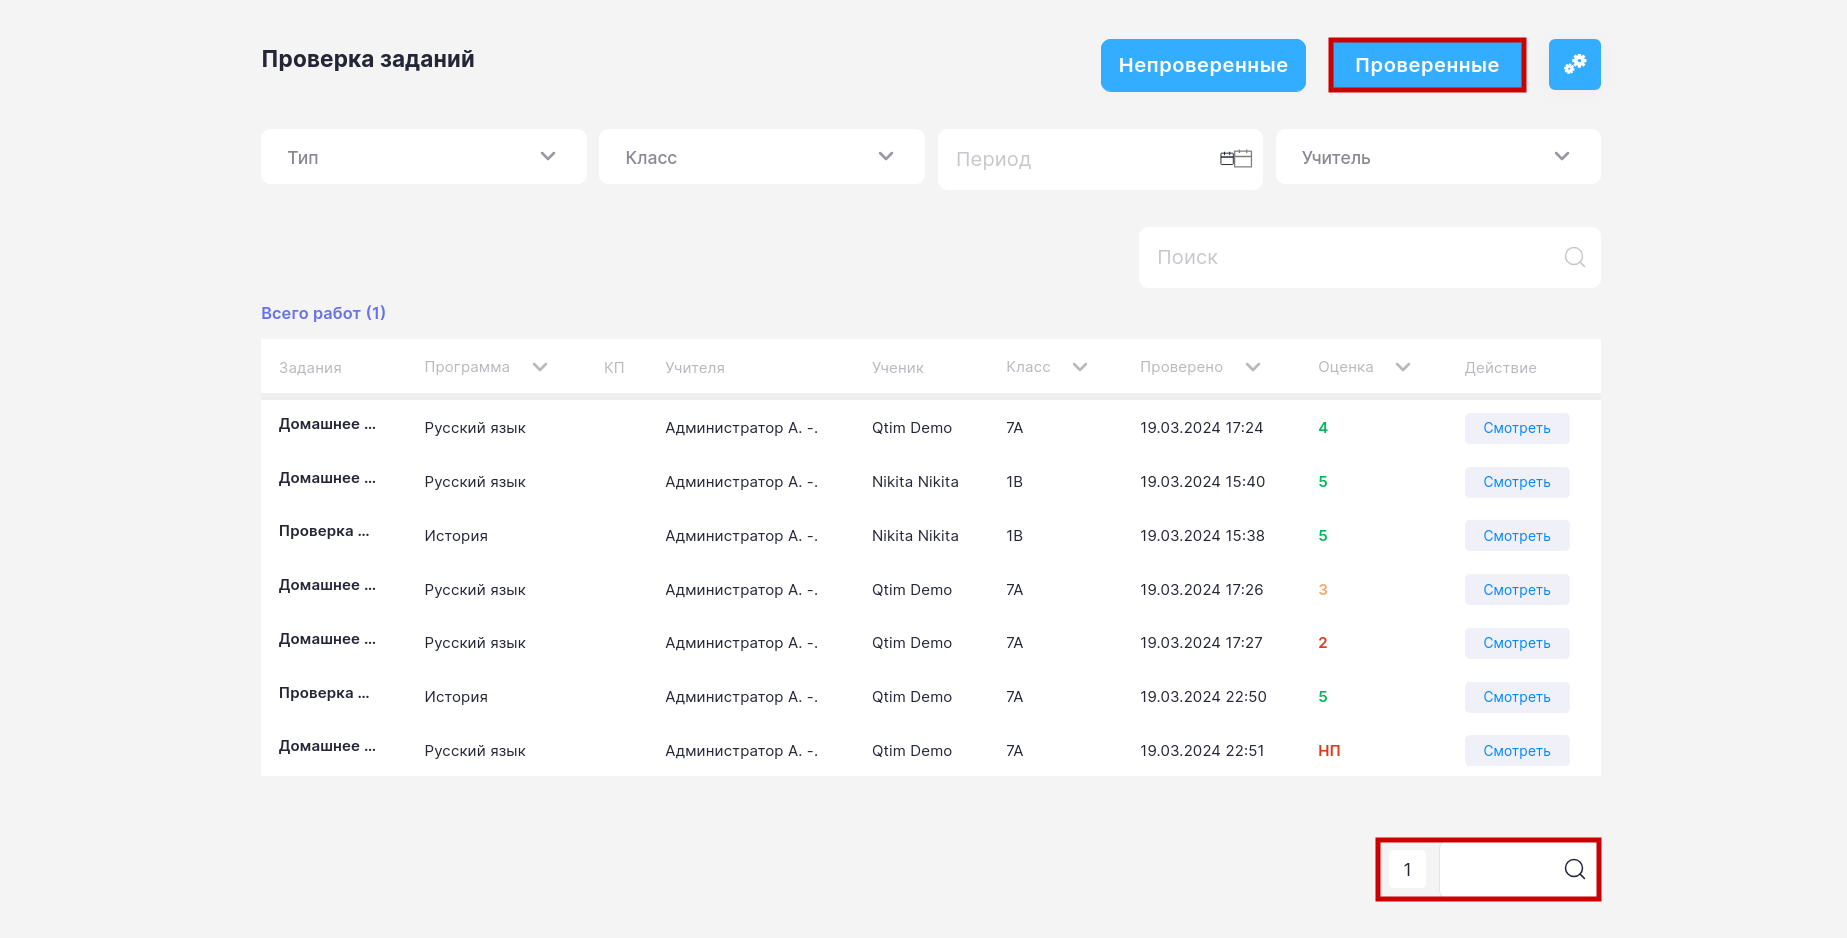 Проверка заданий
Непроверенные Проверенные
Тип Класс Период Учитель
Поиск
Всего работ (1)
Задания Программа КП Учителя Ученик Класс Проверено Оценка Действие
Домашнее ... Русский язык Администратор А. -. Qtim Demo 7А 19.03.2024 17:24 4 Смотреть
Домашнее ... Русский язык Администратор А. -. Nikita Nikita 1В 19.03.2024 15:40 5 Смотреть
Проверка ... История Администратор А. -. Nikita Nikita 1В 19.03.2024 15:38 5 Смотреть
Домашнее ... Русский язык Администратор А. -. Qtim Demo 7А 19.03.2024 17:26 3 Смотреть
Домашнее ... Русский язык Администратор А. -. Qtim Demo 7А 19.03.2024 17:27 2 Смотреть
Проверка ... История Администратор А. -. Qtim Demo 7А 19.03.2024 22:50 5 Смотреть
Домашнее ... Русский язык Администратор А. -. Qtim Demo 7А 19.03.2024 22:51 НП Смотреть
1